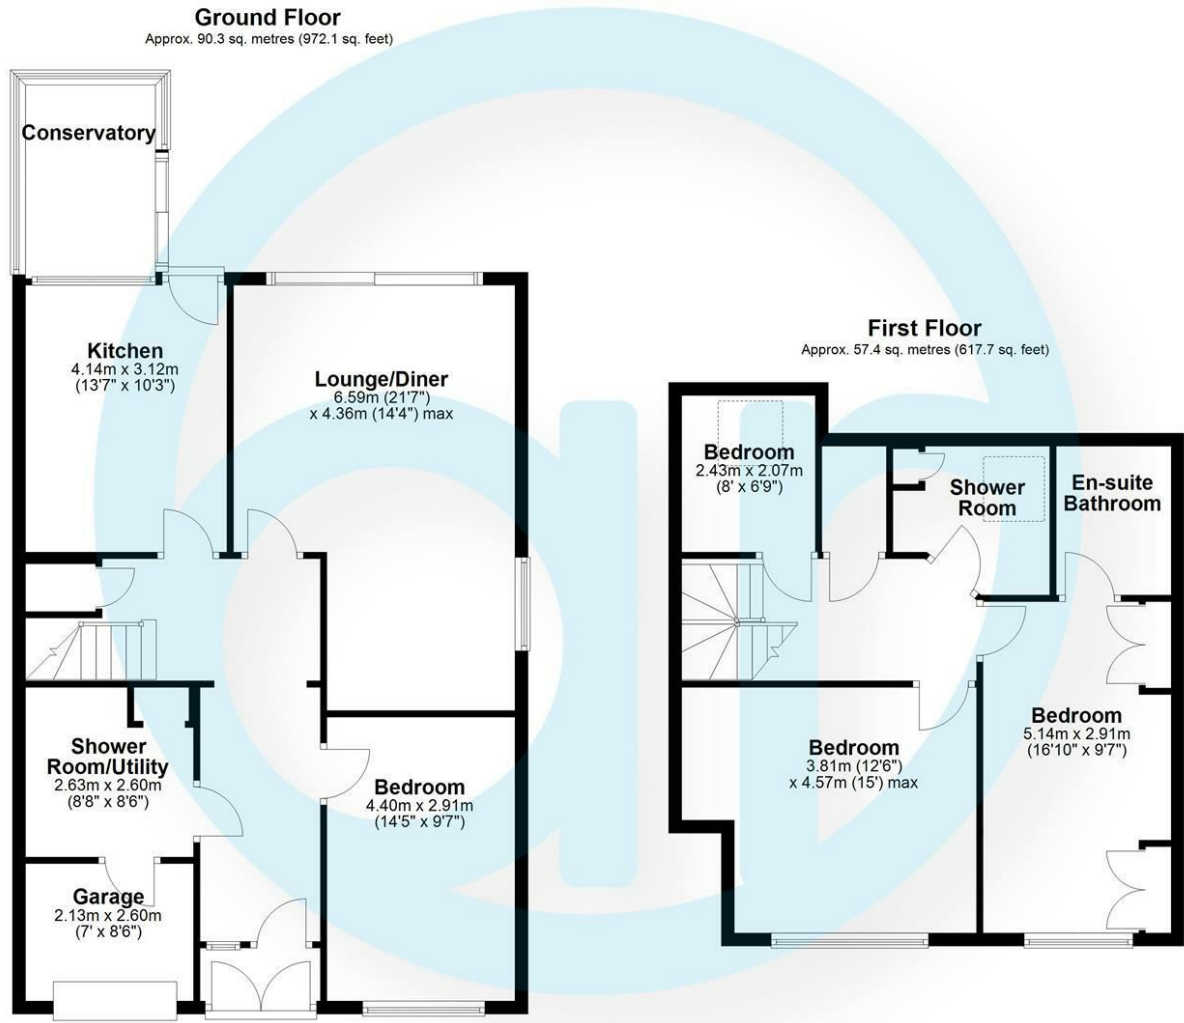 Ground Floor
Approx. 90.3 sq. metres (972.1 sq. feet)
Conservatory
Kitchen
4.14m x 3.12m
(13'7" x 10'3")
Lounge/Diner
6.59m (21'7")
x 4.36m (14'4") max
Shower
Room/Utility
2.63m x 2.60m
(8'8" x 8'6")
Bedroom
4.40m x 2.91m
(14'5" x 9'7")
Garage
2.13m x 2.60m
(7' x 8'6")
First Floor
Approx. 57.4 sq. metres (617.7 sq. feet)
Bedroom
2.43m x 2.07m
(8' x 6'9")
Shower
Room
En-suite
Bathroom
Bedroom
3.81m (12'6")
x 4.57m (15') max
Bedroom
5.14m x 2.91m
(16'10" x 9'7")